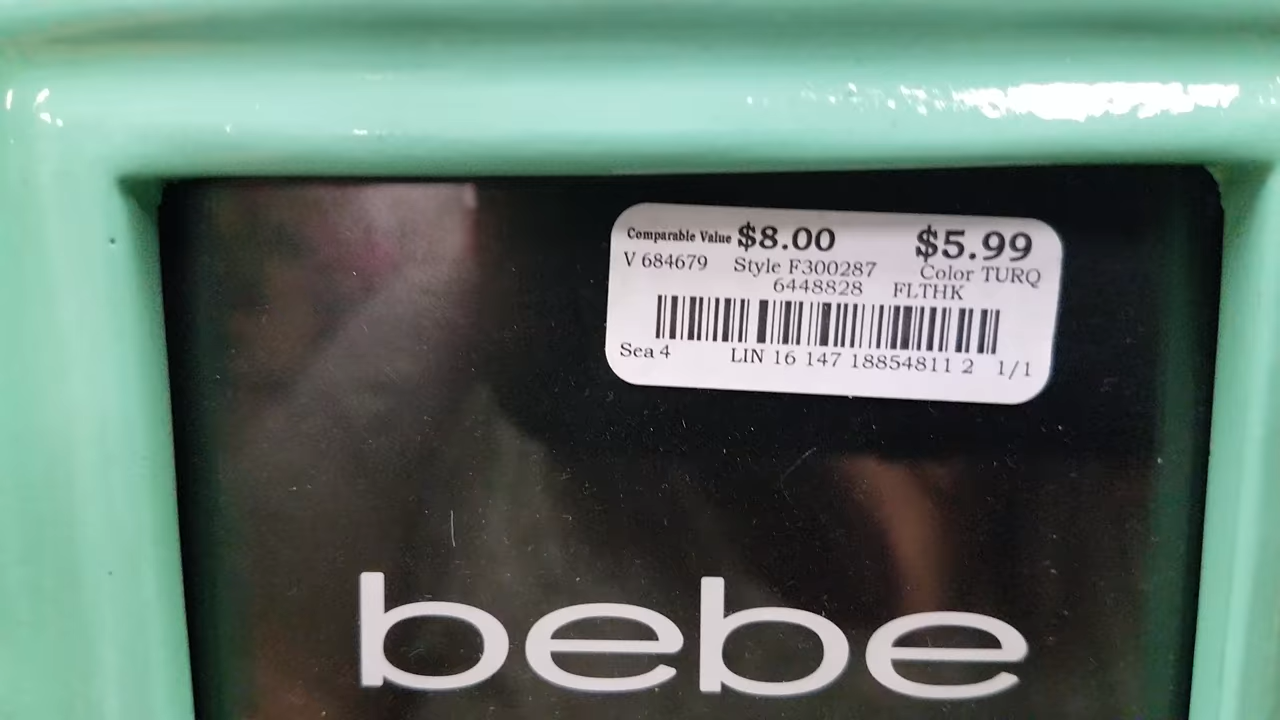 Comparable Value $8.00 $5.99
V 684679 Style F300287 Color TURQ
6448828 FLTHK
Sea 4 LIN 16 147 18854811 2 1/1
bebe